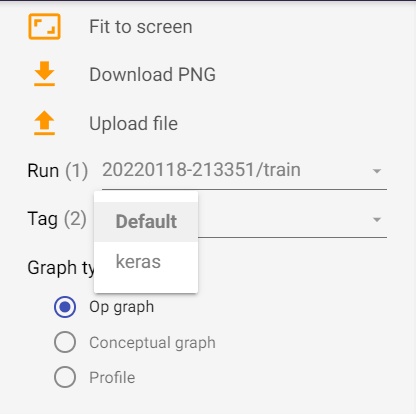 Fit to screen
Download PNG
Upload file
Run (1) 20220118-213351/train
Tag (2)
Default
keras
Graph ty
Op graph
Conceptual graph
Profile